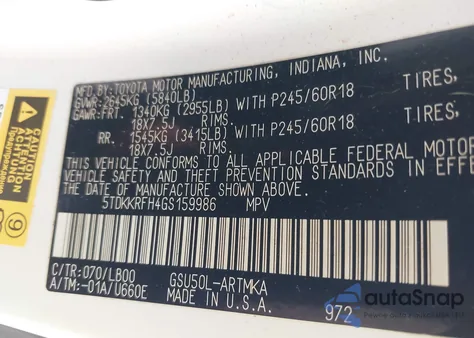 MFD. BY: TOYOTA MOTOR MANUFACTURING, INDIANA, INC.
GVWR: 2645KG (5840LB)
GAWR: FRT. 1340KG (2955LB) WITH P245/60R18 TIRES,
18X7.5J RIMS.
RR. 1545KG (3415LB) WITH P245/60R18 TIRES,
18X7.5J RIMS.
THIS VEHICLE CONFORMS TO ALL APPLICABLE FEDERAL MOTOR
VEHICLE SAFETY AND THEFT PREVENTION STANDARDS IN EFFE
THE DATE OF MANUFACTURE SHOWN ABOVE.
5TDKKRFH4GS159986 MPV
C/TR: 070/LB00 GSU50L-ARTMKA
A/TM: -01A/U660E MADE IN U.S.A.
972
CAUTION
ACHTUNG
autoSnap